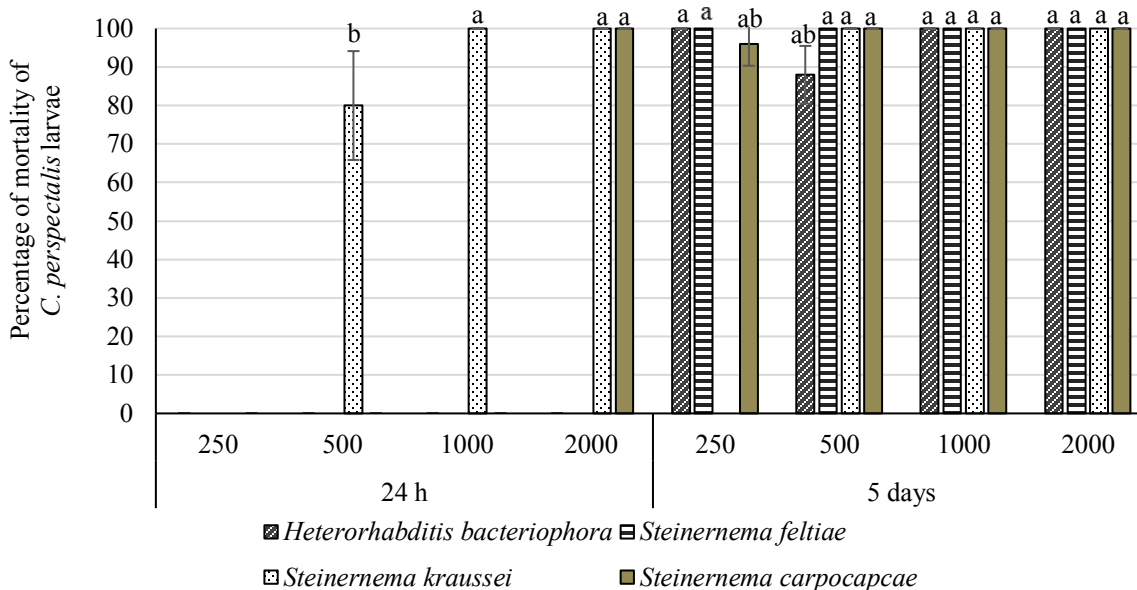 Percentage of mortality of
C. perspectalis larvae
100
90
80
70
60
50
40
30
20
10
0
b
a
a a
a a
ab
ab
a a a
a a a a
a a a a
250 500 1000 2000 250 500 1000 2000
24 h 5 days
Heterorhabditis bacteriophora Steinernema feltiae
Steinernema kraussei Steinernema carpocapcae